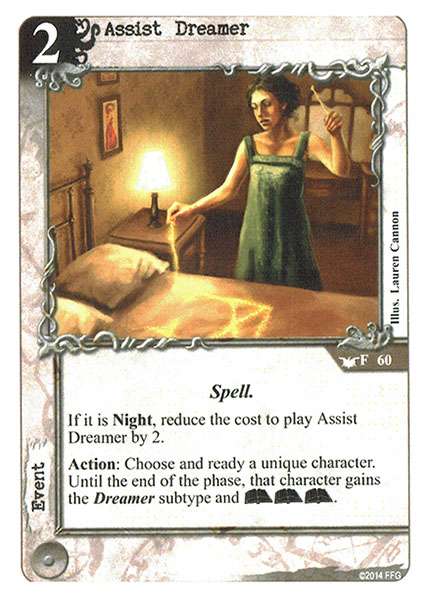 2
Assist Dreamer
Illus. Lauren Cannon
F 60
Spell.
If it is Night, reduce the cost to play Assist
Dreamer by 2.
Action: Choose and ready a unique character.
Until the end of the phase, that character gains
the Dreamer subtype and .
Event
©2014 FFG